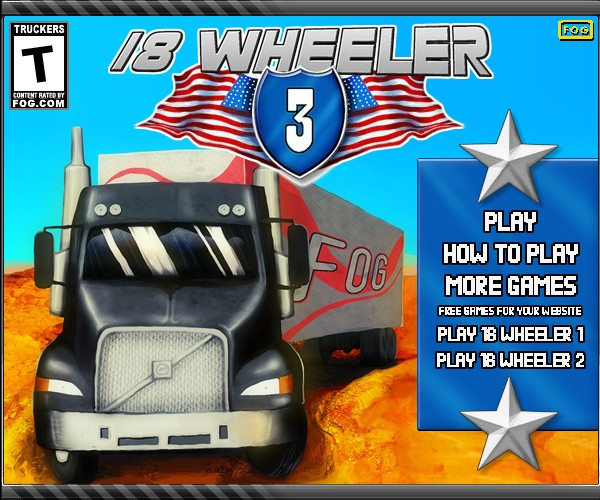 TRUCKERS
T
CONTENT RATED BY
FOG.COM
18 WHEELER
3
FOG
FOG
PLAY
HOW TO PLAY
MORE GAMES
FREE GAMES FOR YOUR WEBSITE
PLAY 18 WHEELER 1
PLAY 18 WHEELER 2